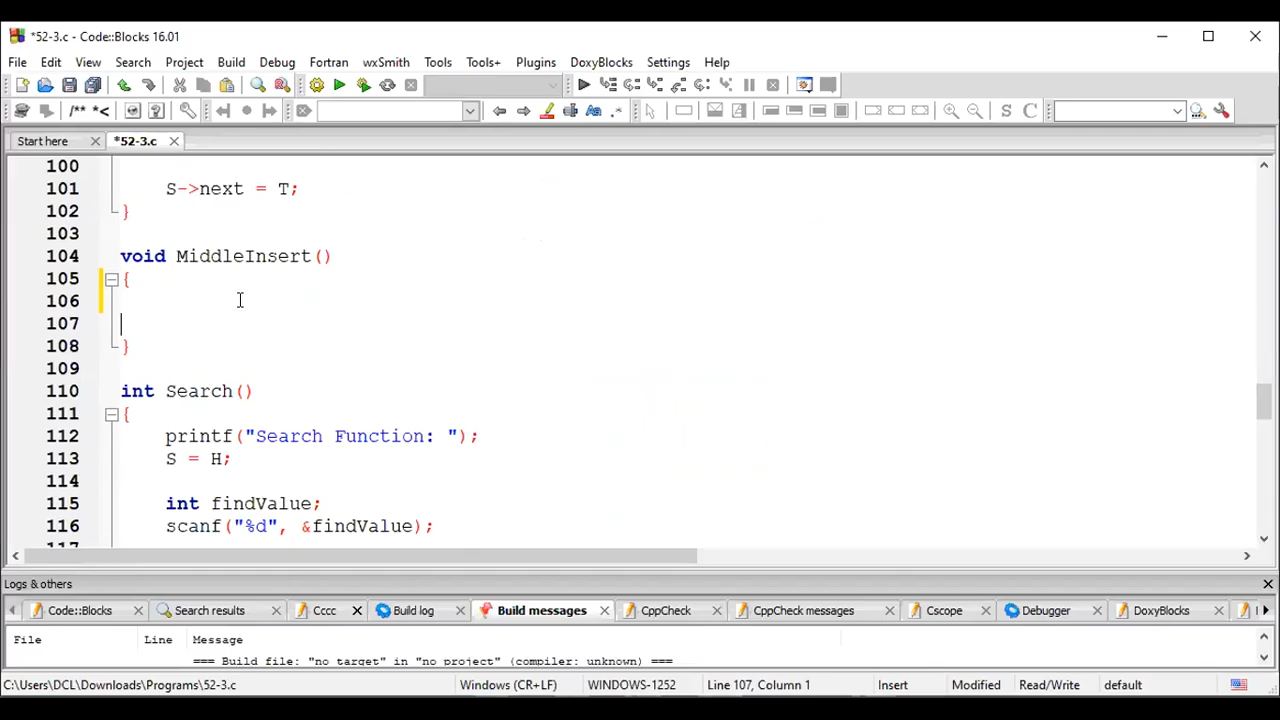 *52-3.c - Code::Blocks 16.01
File Edit View Search Project Build Debug Fortran wxSmith Tools Tools+ Plugins DoxyBlocks Settings Help
/** *<
Start here *52-3.c
100
101 S->next = T;
102 }
103
104 void MiddleInsert()
105 {
106
107
108 }
109
110 int Search()
111 {
112 printf("Search Function: ");
113 S = H;
114
115 int findValue;
116 scanf("%d", &findValue);
117
Logs & others
Code::Blocks Search results Cccc Build log Build messages CppCheck CppCheck messages Cscope Debugger DoxyBlocks
File Line Message
=== Build file: "no target" in "no project" (compiler: unknown) ===
C:\Users\DCL\Downloads\Programs\52-3.c Windows (CR+LF) WINDOWS-1252 Line 107, Column 1 Insert Modified Read/Write default